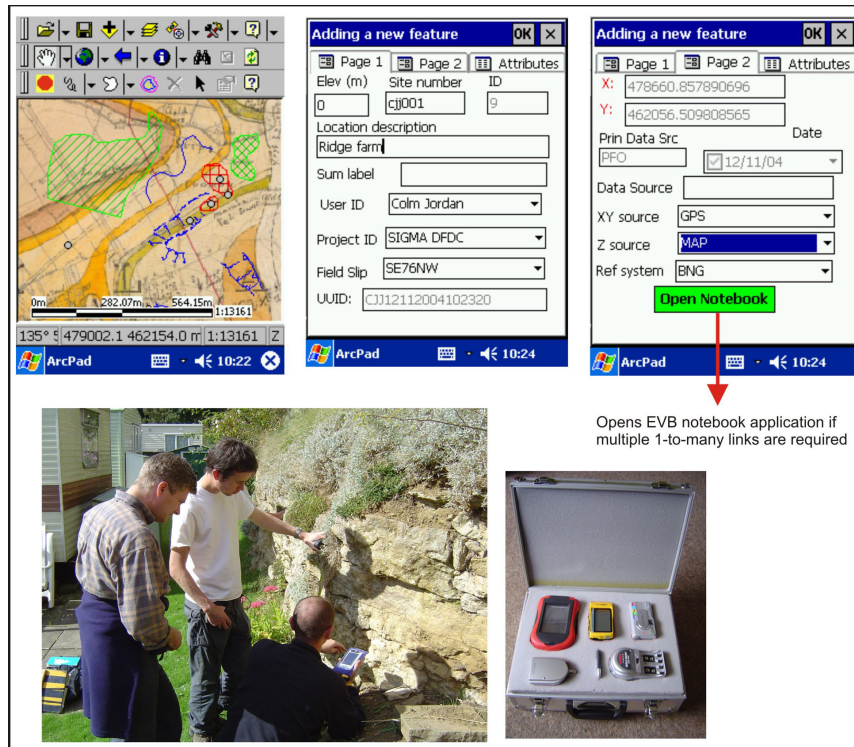 0m 282.07m 564.15m
1:13161
479002.1 462154.0 m 1:13161 Z
ArcPad 10:22
Adding a new feature OK
Page 1 Page 2 Attributes
Elev (m) Site number ID
0 cjj001 9
Location description
Ridge farm
Sum label
User ID Colm Jordan
Project ID SIGMA DFDC
Field Slip SE76NW
UUID: CJJ12112004102320
ArcPad 10:24
Adding a new feature OK
Page 1 Page 2 Attributes
X: 478660.857890696
Y: 462056.509808565
Prin Data Src Date
PFO 12/11/04
Data Source
XY source GPS
Z source MAP
Ref system BNG
Open Notebook
ArcPad 10:24
Opens EVB notebook application if
multiple 1-to-many links are required